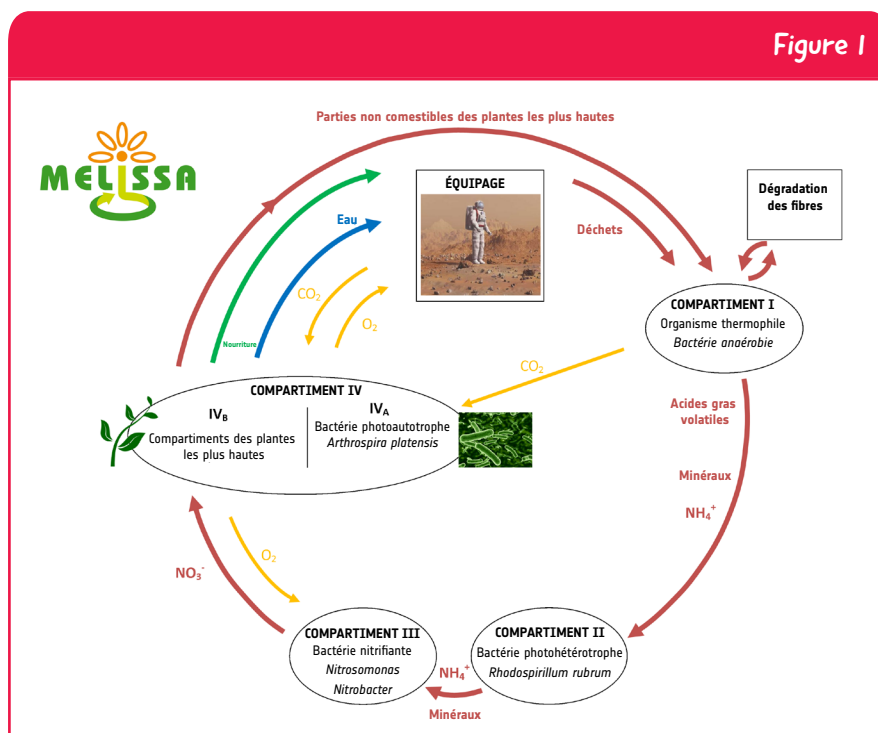 Figure 1
Parties non comestibles des plantes les plus hautes
MELISSA
ÉQUIPAGE
Dégradation
des fibres
Eau
Déchets
CO₂
O₂
Nourriture
COMPARTIMENT I
Organisme thermophile
Bactérie anaérobie
CO₂
COMPARTIMENT IV
IV_B
Compartiments des plantes
les plus hautes
IV_A
Bactérie photoautotrophe
Arthrospira platensis
Acides gras
volatiles
Minéraux
NH₄⁺
O₂
NO₃⁻
COMPARTIMENT III
Bactérie nitrifiante
Nitrosomonas
Nitrobacter
COMPARTIMENT II
Bactérie photohétérotrophe
Rhodospirillum rubrum
NH₄⁺
Minéraux